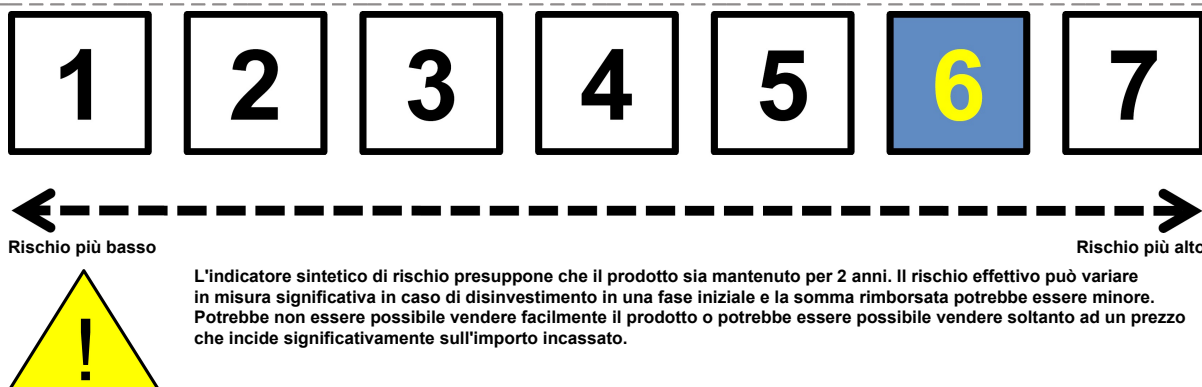 1 2 3 4 5 6 7
Rischio più basso Rischio più alto
L'indicatore sintetico di rischio presuppone che il prodotto sia mantenuto per 2 anni. Il rischio effettivo può variare
in misura significativa in caso di disinvestimento in una fase iniziale e la somma rimborsata potrebbe essere minore.
Potrebbe non essere possibile vendere facilmente il prodotto o potrebbe essere possibile vendere soltanto ad un prezzo
che incide significativamente sull'importo incassato.
!